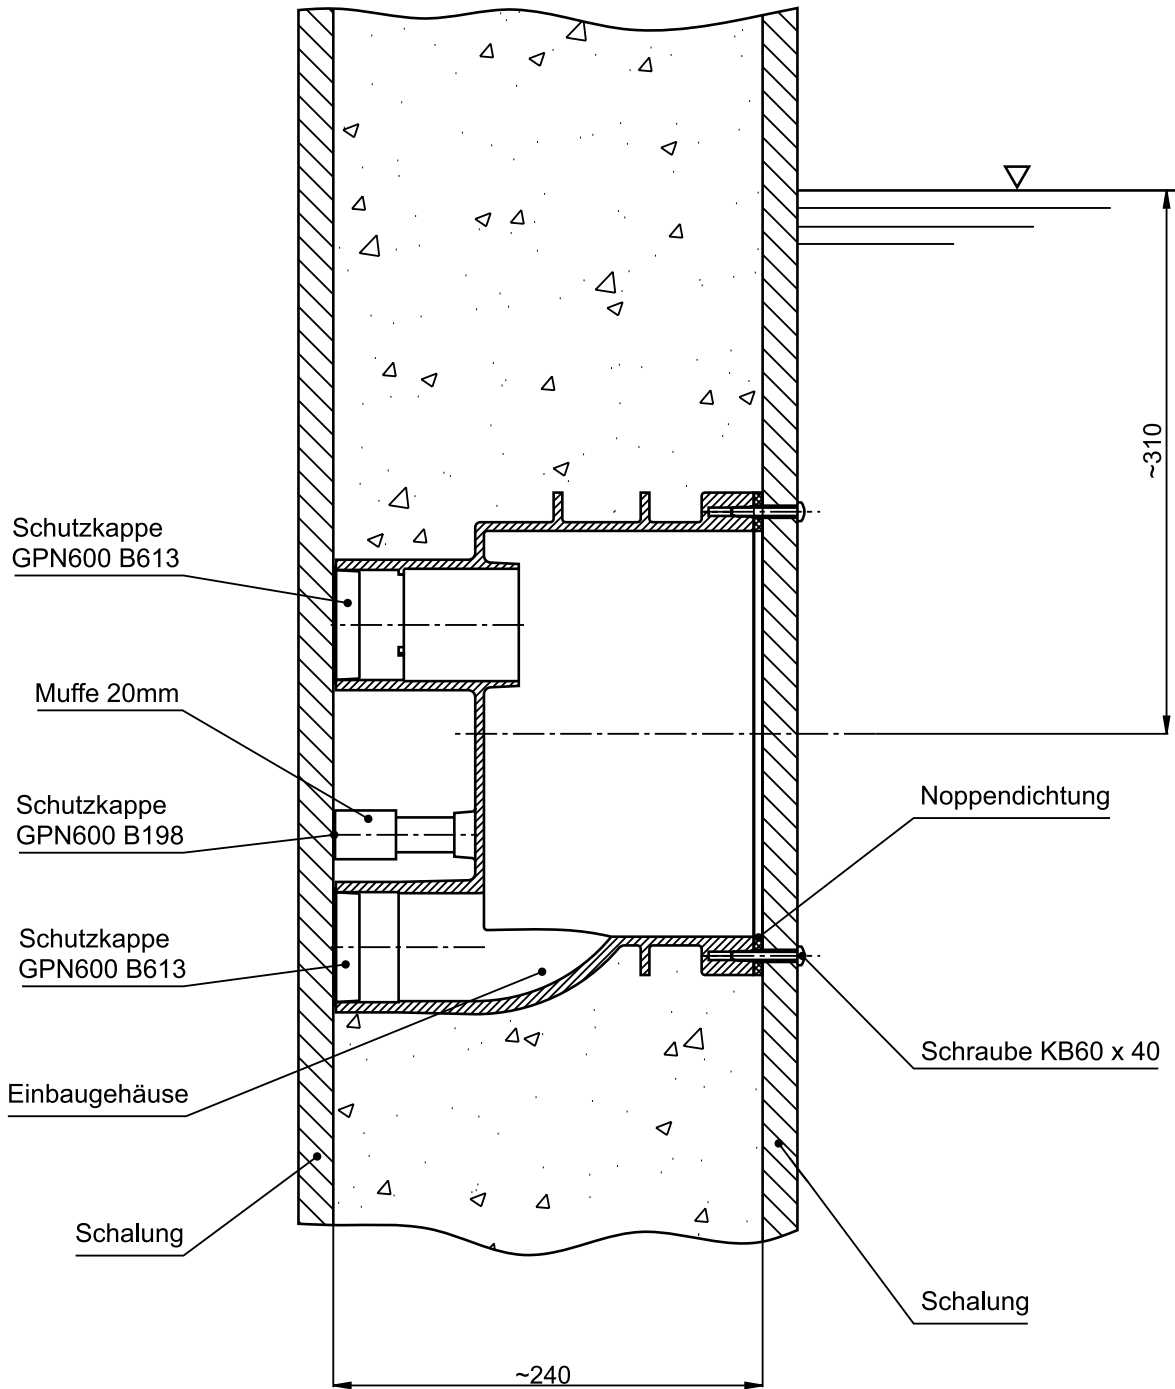 ~310
Schutzkappe
GPN600 B613
Muffe 20mm
Schutzkappe
GPN600 B198
Noppendichtung
Schutzkappe
GPN600 B613
Schraube KB60 x 40
Einbaugehäuse
Schalung
Schalung
~240